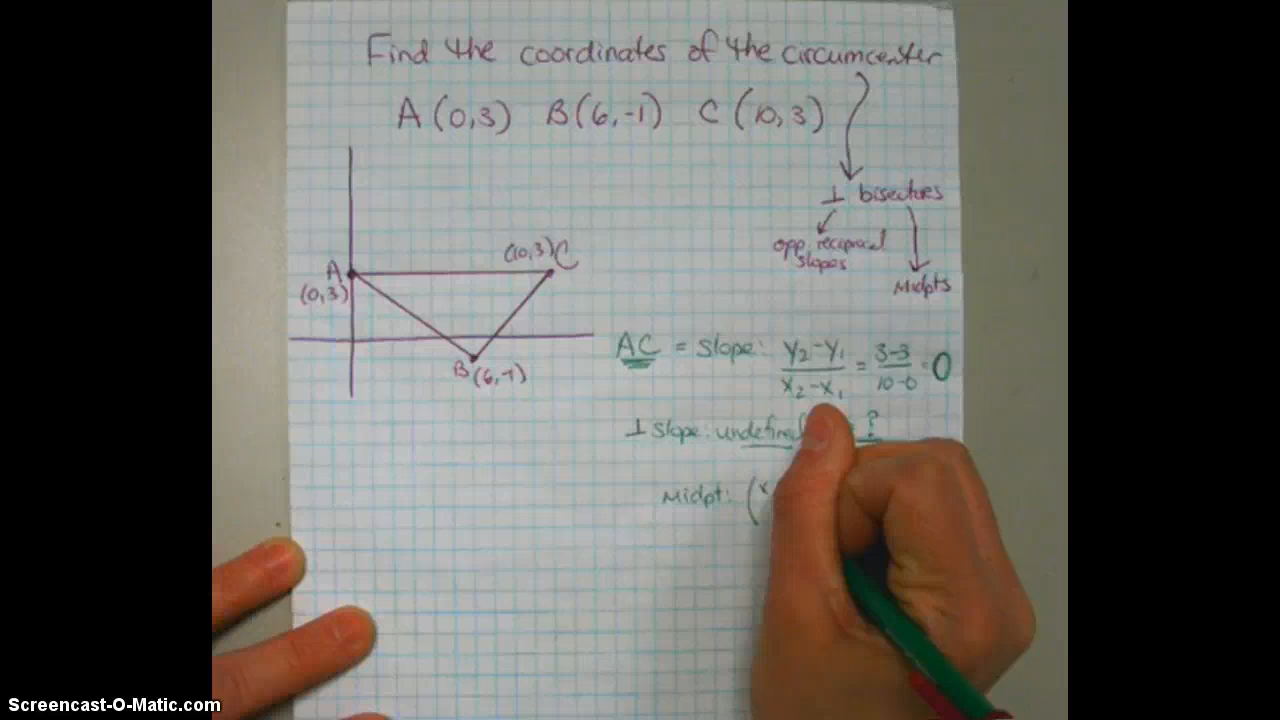 Find the coordinates of the circumcenter
A (0,3) B(6,-1) C (10,3)
⊥ bisectors
opp. reciprocal
slopes
Midpts
(10,3) C
A
(0,3)
B (6,-1)
AC = slope: y₂-y₁ / x₂-x₁ = 3-3 / 10-0 = 0
⊥ slope: undefined ?
Midpt: (x
Screencast-O-Matic.com